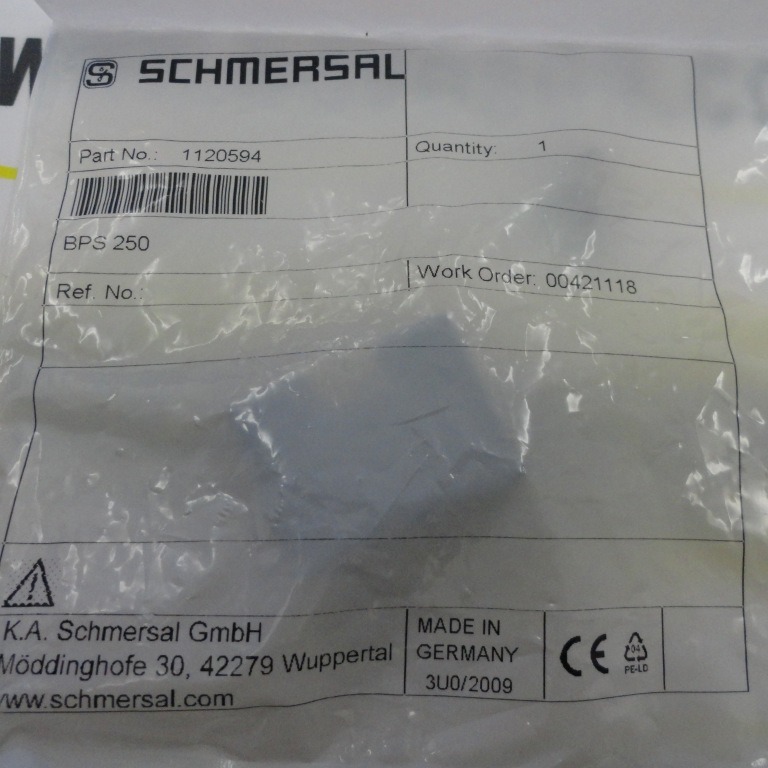 SCHMERSAL
Part No.: 1120594
Quantity: 1
BPS 250
Ref. No.:
Work Order: 00421118
K.A. Schmersal GmbH
Möddinghofe 30, 42279 Wuppertal
www.schmersal.com
MADE IN
GERMANY
3U0/2009
CE
04
PE-LD